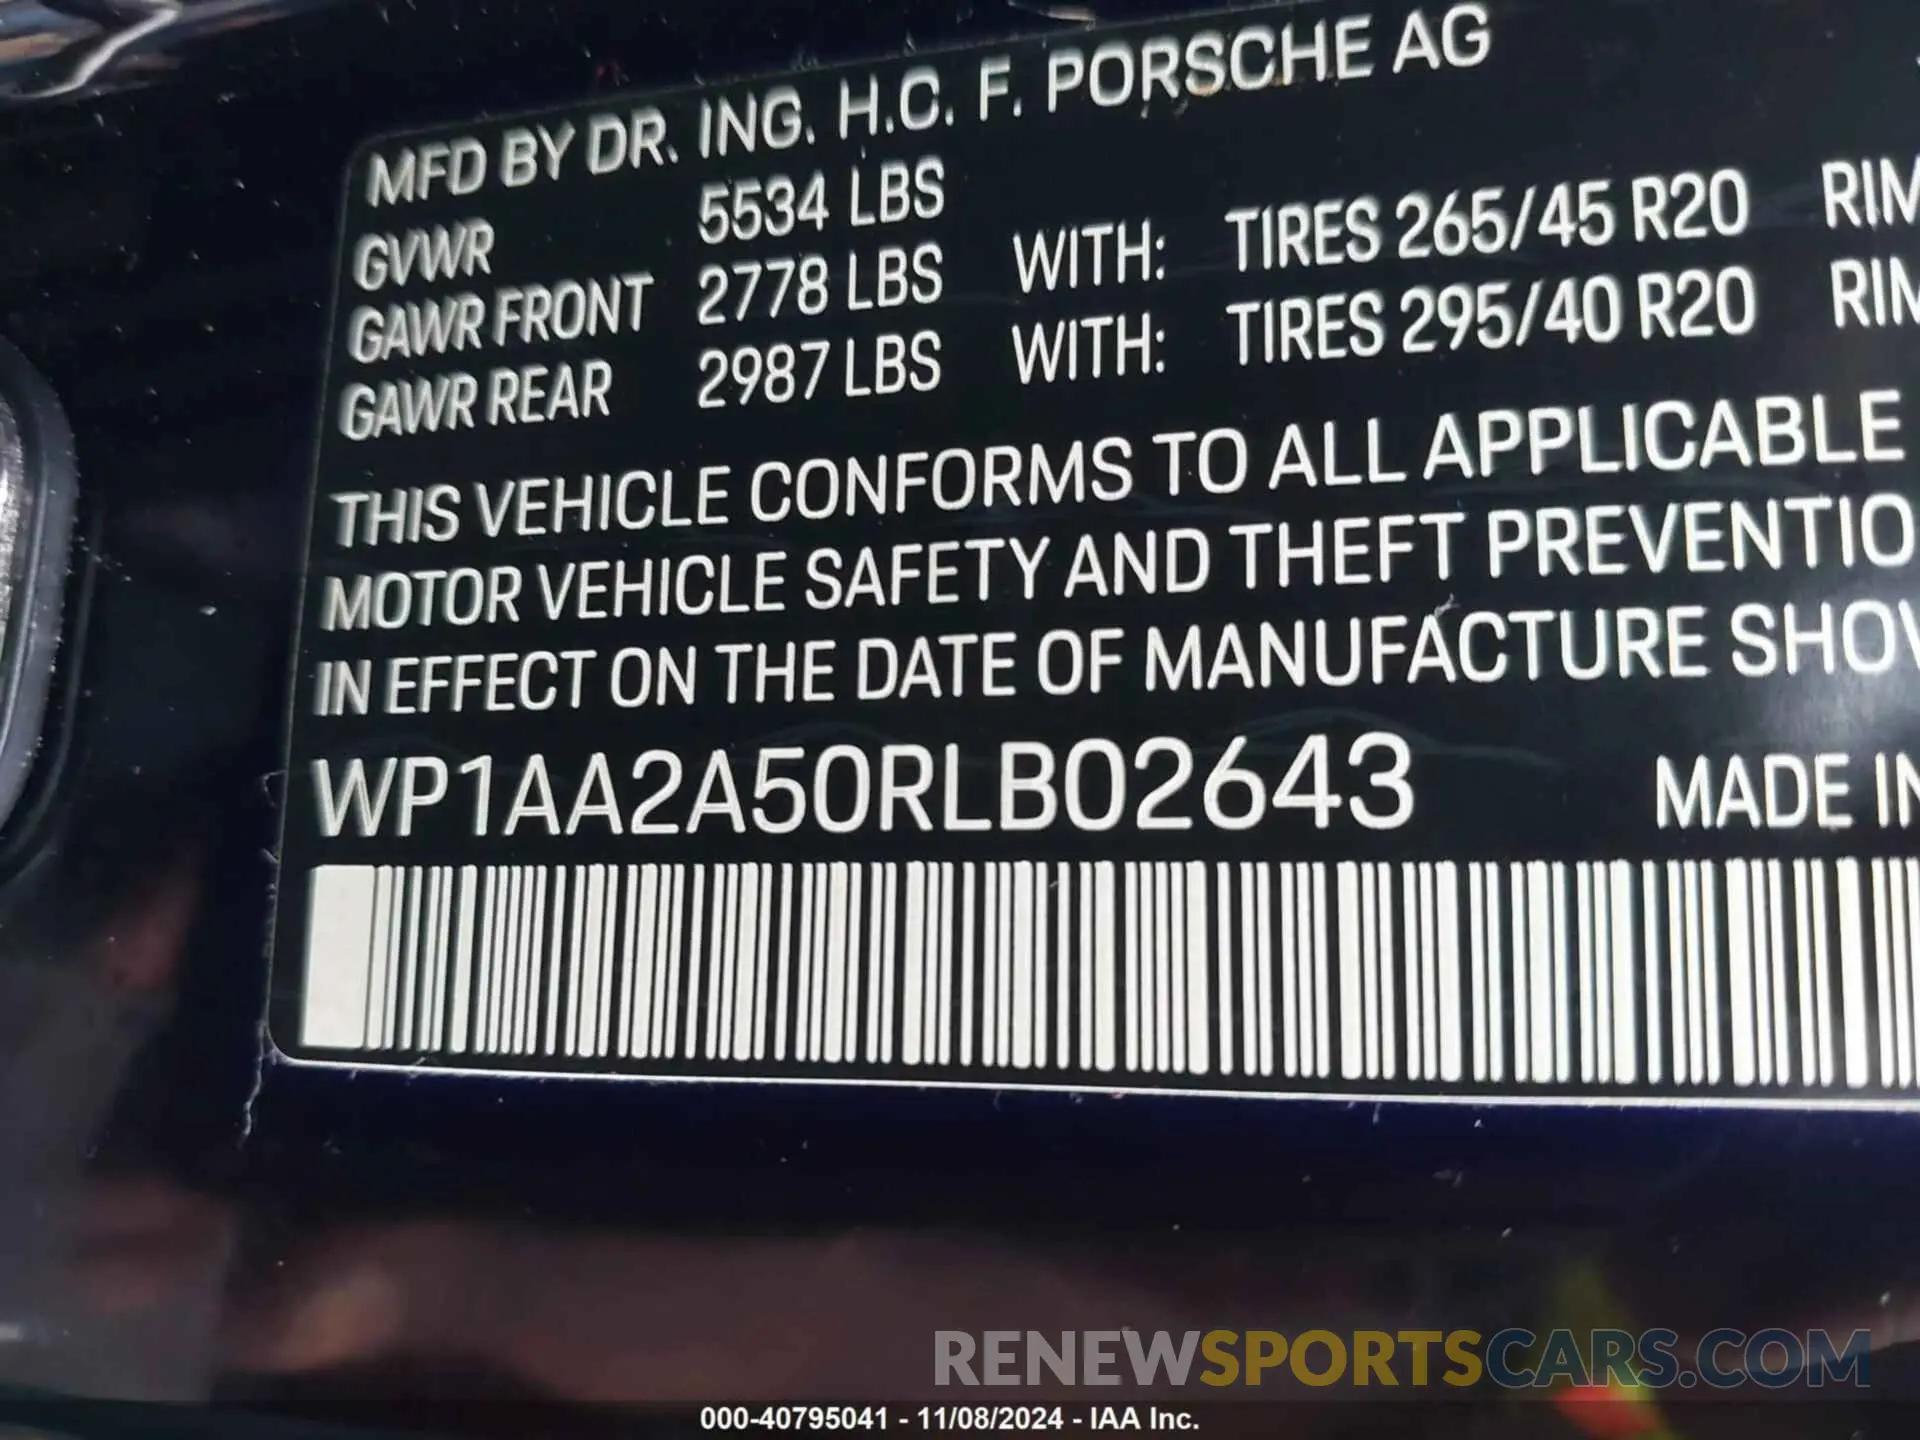 MFD BY DR. ING. H.C. F. PORSCHE AG
GVWR 5534 LBS
GAWR FRONT 2778 LBS WITH: TIRES 265/45 R20 RIM
GAWR REAR 2987 LBS WITH: TIRES 295/40 R20 RIM
THIS VEHICLE CONFORMS TO ALL APPLICABLE
MOTOR VEHICLE SAFETY AND THEFT PREVENTIO
IN EFFECT ON THE DATE OF MANUFACTURE SHOW
WP1AA2A50RLB02643 MADE IN
RENEWSPORTSCARS.COM
000-40795041 - 11/08/2024 - IAA Inc.